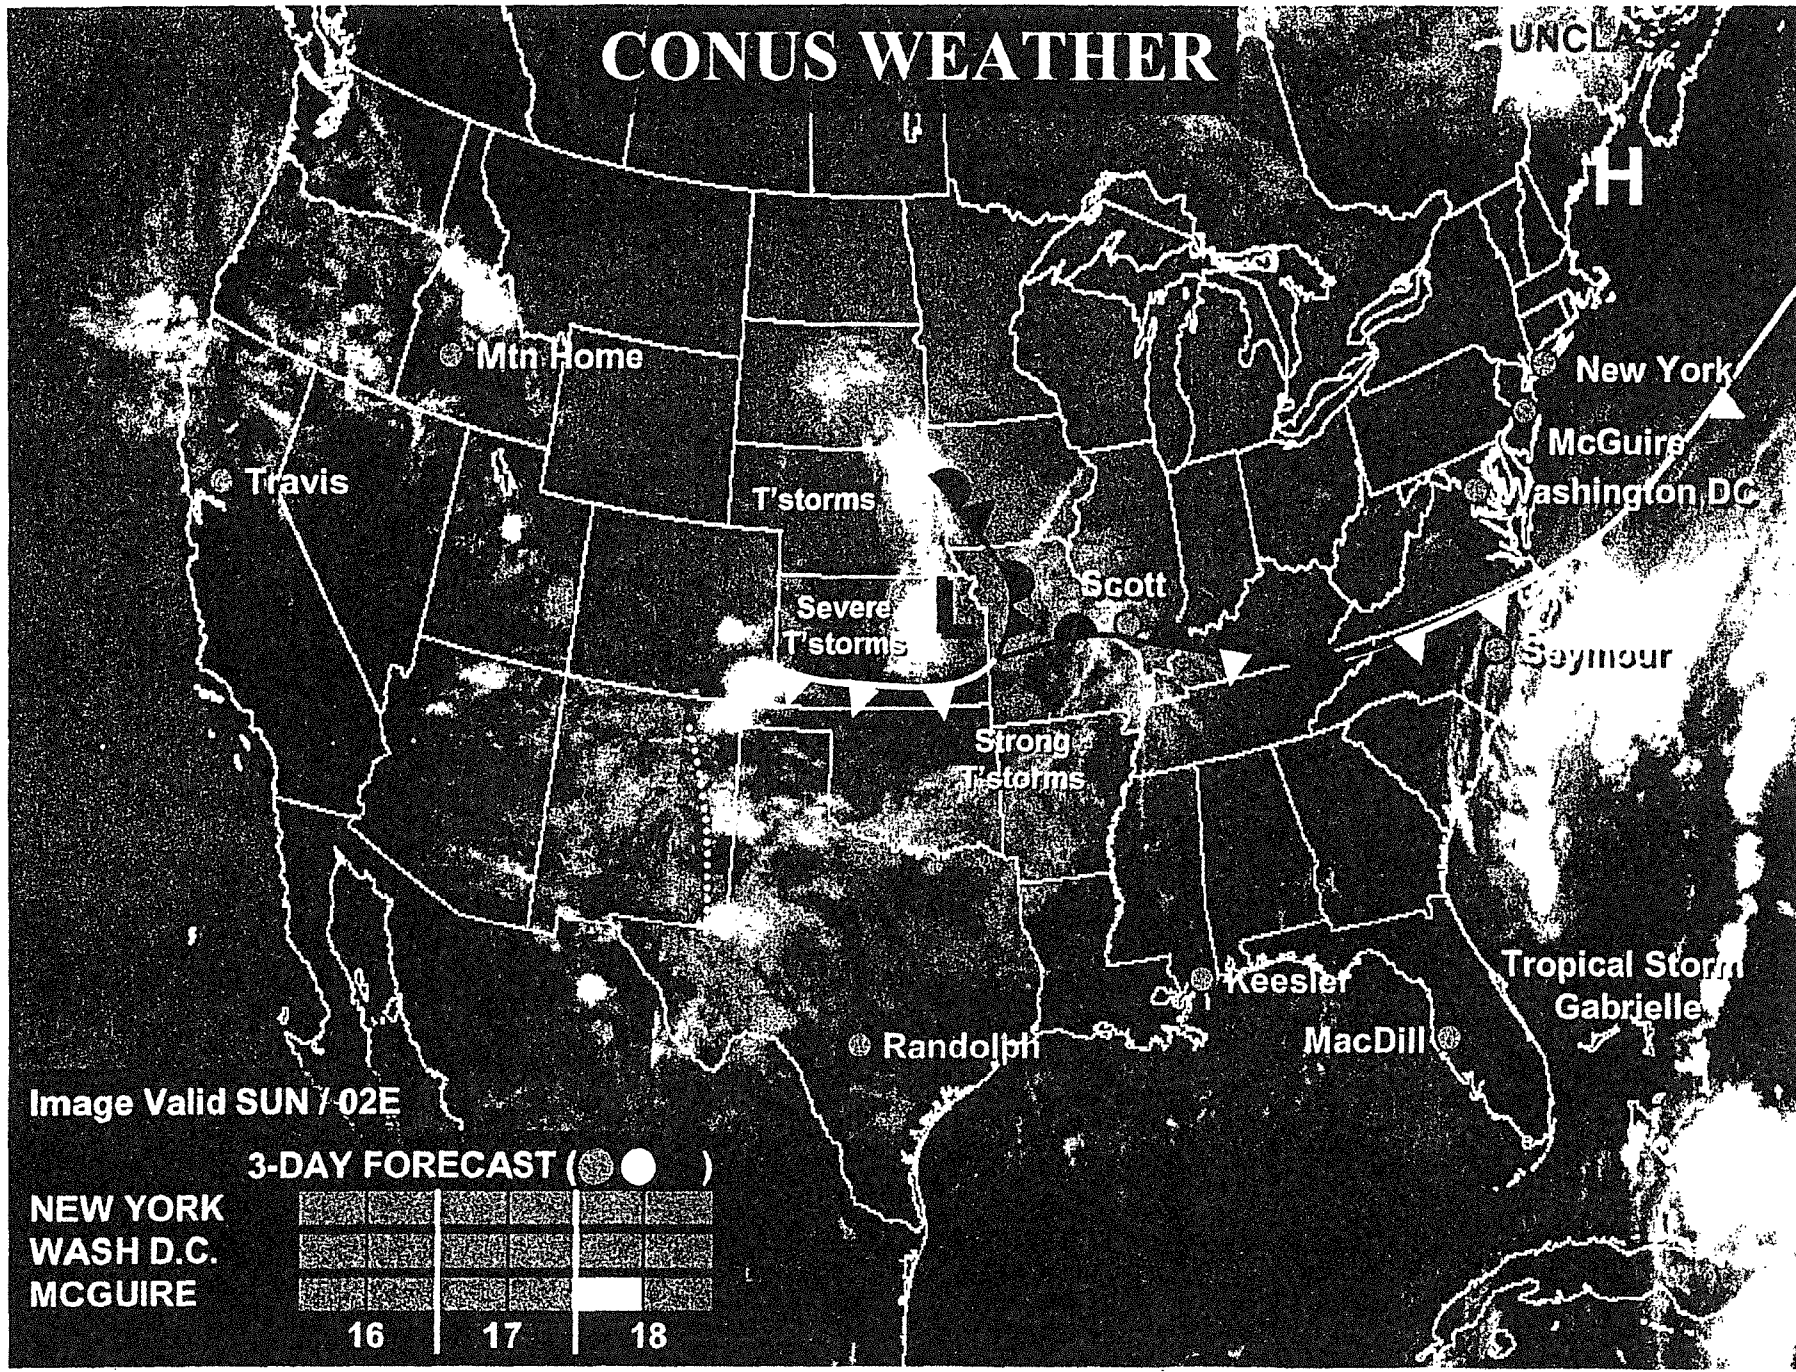 CONUS WEATHER
UNCLA
H
Mtn Home
New York
McGuire
Travis
T'storms
Washington DC
Scott
Severe
T'storms
L
Seymour
Strong
T'storms
Tropical Storm
Gabrielle
Keesler
MacDill
Randolph
Image Valid SUN / 02E
3-DAY FORECAST ( )
NEW YORK
WASH D.C.
MCGUIRE
16 17 18